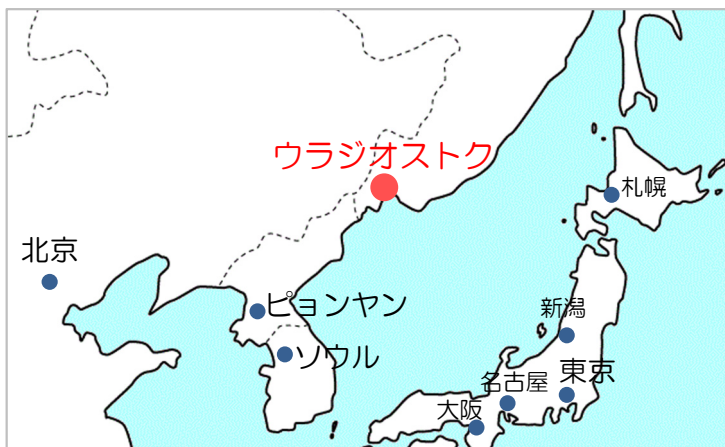 ウラジオストク
札幌
北京
ピョンヤン
新潟
ソウル
名古屋
東京
大阪